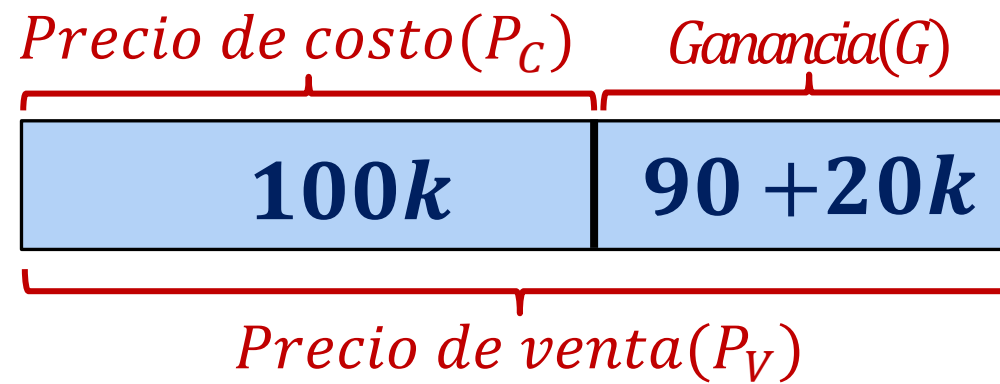 Precio de costo(P_C) Ganancia(G)
100k 90 +20k
Precio de venta(P_V)